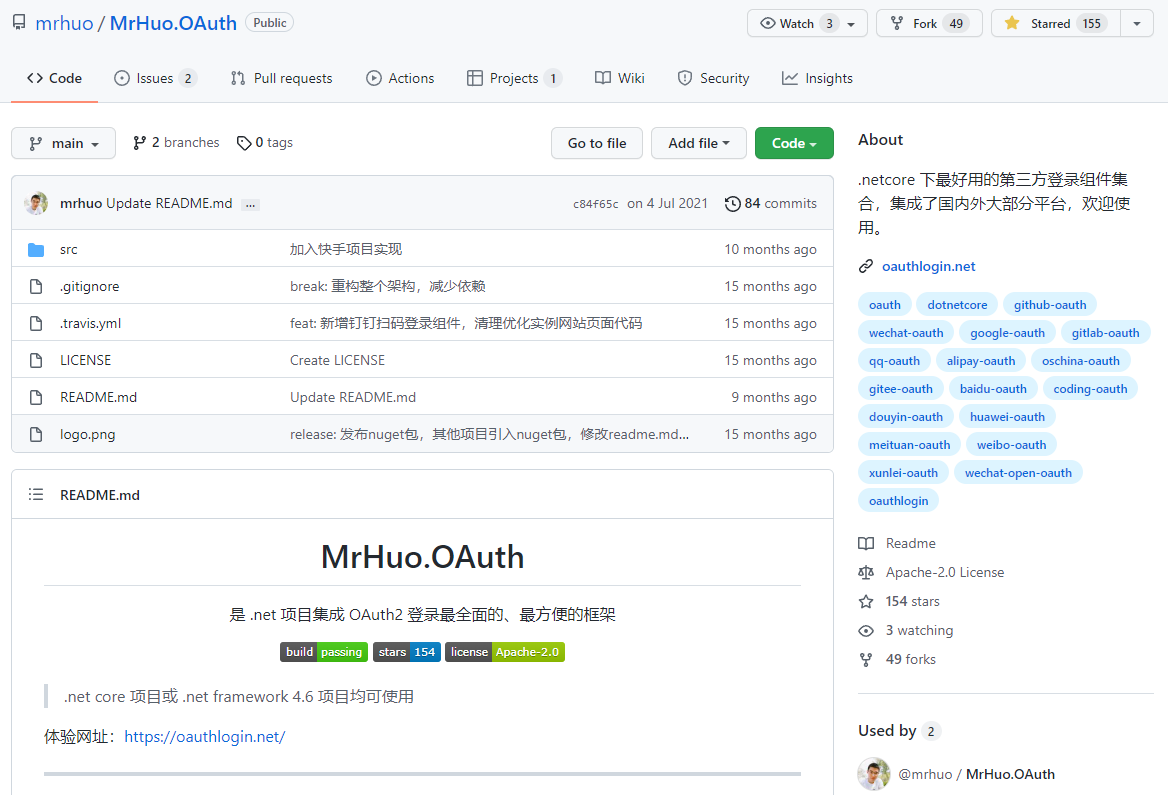 mrhuo / MrHuo.OAuth Public
Watch 3 Fork 49 Starred 155
Code Issues 2 Pull requests Actions Projects 1 Wiki Security Insights
main 2 branches 0 tags Go to file Add file Code
mrhuo Update README.md ... c84f65c on 4 Jul 2021 84 commits
src 加入快手项目实现 10 months ago
.gitignore break: 重构整个架构，减少依赖 15 months ago
.travis.yml feat: 新增钉钉扫码登录组件，清理优化实例网站页面代码 15 months ago
LICENSE Create LICENSE 15 months ago
README.md Update README.md 9 months ago
logo.png release: 发布nuget包，其他项目引入nuget包，修改readme.md... 15 months ago
README.md
MrHuo.OAuth
是 .net 项目集成 OAuth2 登录最全面的、最方便的框架
build passing stars 154 license Apache-2.0
.net core 项目或 .net framework 4.6 项目均可使用
体验网址：https://oauthlogin.net/
About
.netcore 下最好用的第三方登录组件集
合，集成了国内外大部分平台，欢迎使
用。
oauthlogin.net
oauth dotnetcore github-oauth
wechat-oauth google-oauth gitlab-oauth
qq-oauth alipay-oauth oschina-oauth
gitee-oauth baidu-oauth coding-oauth
douyin-oauth huawei-oauth
meituan-oauth weibo-oauth
xunlei-oauth wechat-open-oauth
oauthlogin
Readme
Apache-2.0 License
154 stars
3 watching
49 forks
Used by 2
@mrhuo / MrHuo.OAuth